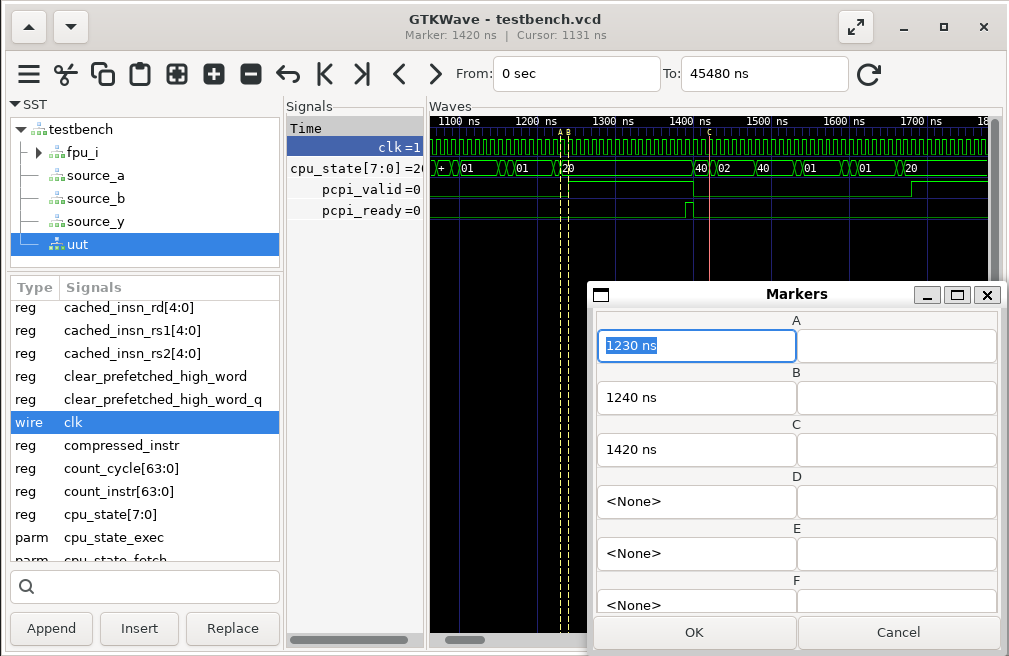 GTKWave - testbench.vcd
Marker: 1420 ns | Cursor: 1131 ns
From:
0 sec
To:
45480 ns
SST
testbench
fpu_i
source_a
source_b
source_y
uut
Type Signals
reg cached_insn_rd[4:0]
reg cached_insn_rs1[4:0]
reg cached_insn_rs2[4:0]
reg clear_prefetched_high_word
reg clear_prefetched_high_word_q
wire clk
reg compressed_instr
reg count_cycle[63:0]
reg count_instr[63:0]
reg cpu_state[7:0]
parm cpu_state_exec
parm cpu_state_fetch
Append Insert Replace
Signals
Time
clk =1
cpu_state[7:0] =20
pcpi_valid =0
pcpi_ready =0
Waves
1100 ns 1200 ns 1300 ns 1400 ns 1500 ns 1600 ns 1700 ns 18
A B C
+ 01 01 20 40 02 40 01 01 20
Markers
A
1230 ns
B
1240 ns
C
1420 ns
D
<None>
E
<None>
F
<None>
OK Cancel